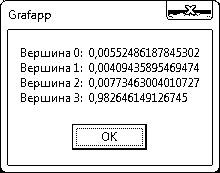 Grafapp
Вершина 0: 0,00552486187845302
Вершина 1: 0,00409435895469474
Вершина 2: 0,00773463004010727
Вершина 3: 0,982646149126745
OK